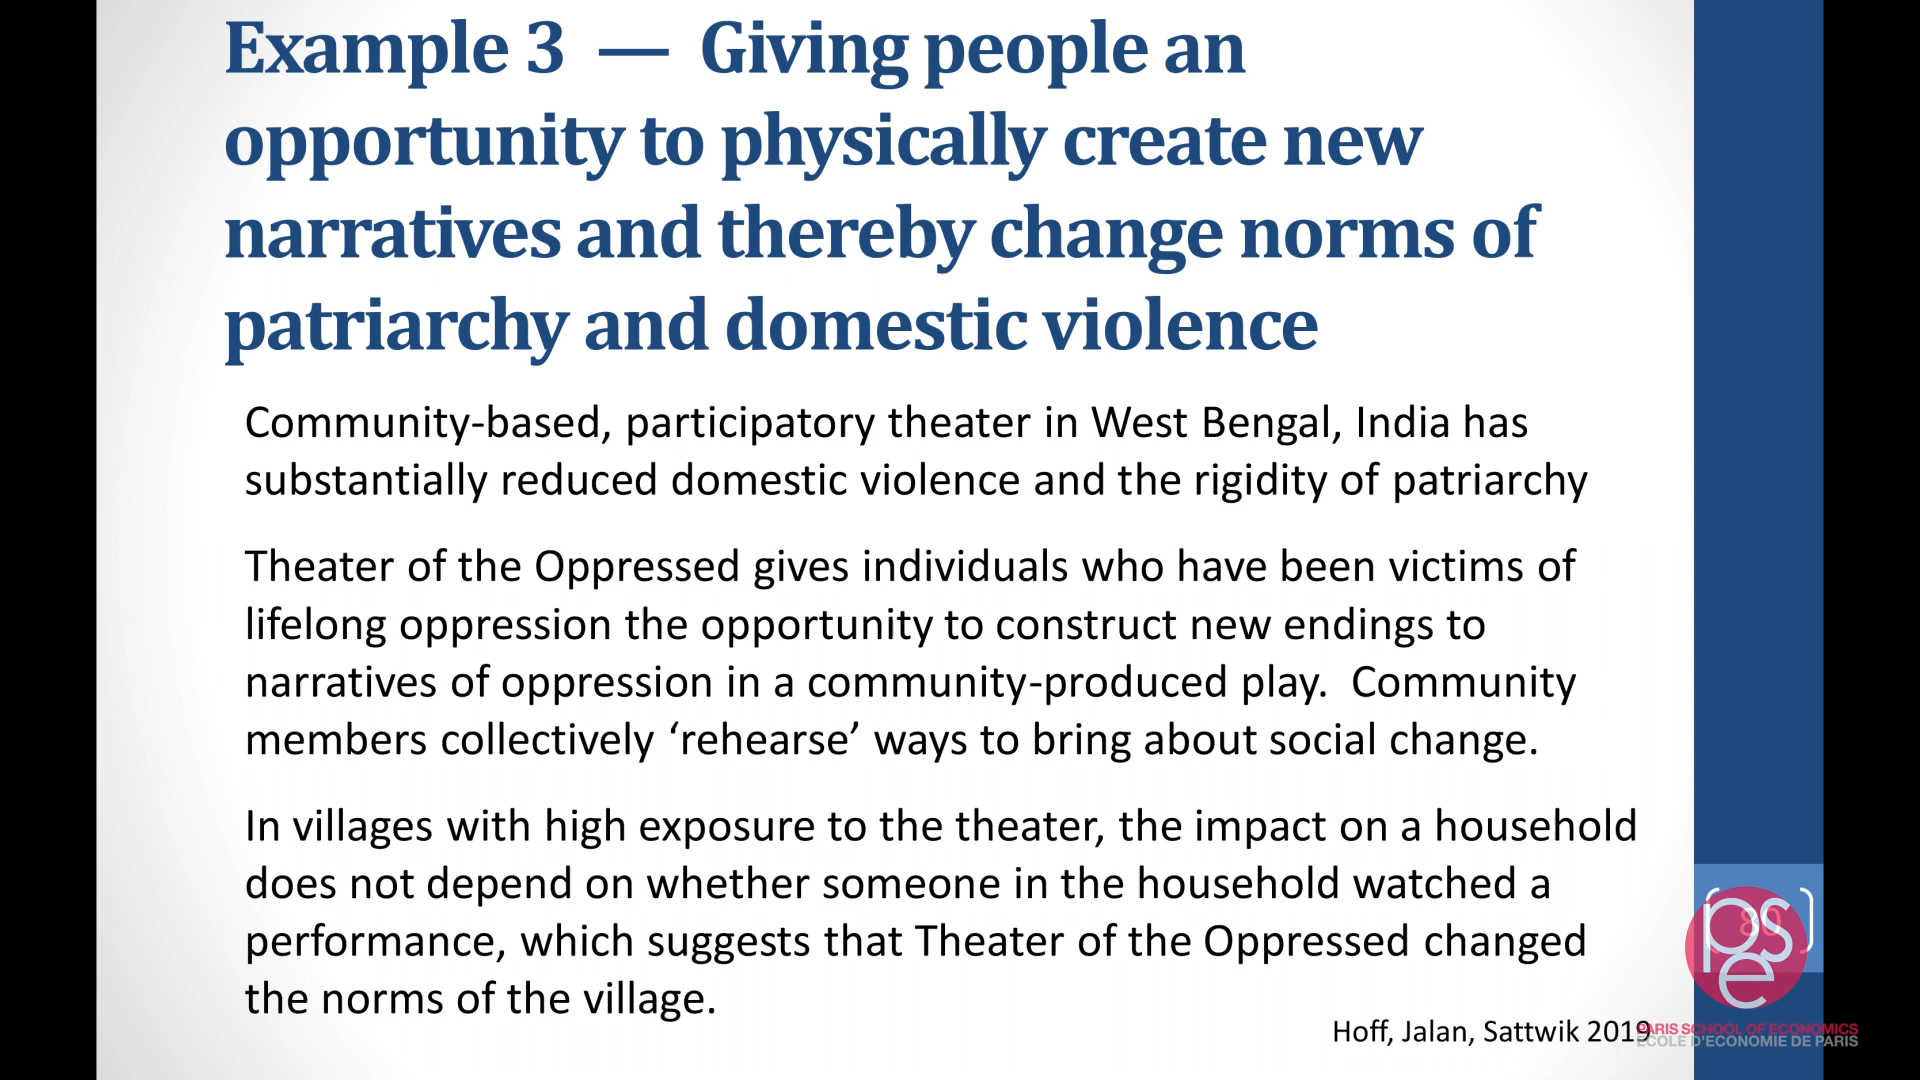 Example 3 — Giving people an
opportunity to physically create new
narratives and thereby change norms of
patriarchy and domestic violence
Community-based, participatory theater in West Bengal, India has
substantially reduced domestic violence and the rigidity of patriarchy
Theater of the Oppressed gives individuals who have been victims of
lifelong oppression the opportunity to construct new endings to
narratives of oppression in a community-produced play. Community
members collectively ‘rehearse’ ways to bring about social change.
In villages with high exposure to the theater, the impact on a household
does not depend on whether someone in the household watched a
performance, which suggests that Theater of the Oppressed changed
the norms of the village.
Hoff, Jalan, Sattwik 2019
80
pse
PARIS SCHOOL OF ECONOMICS
ECOLE D'ECONOMIE DE PARIS